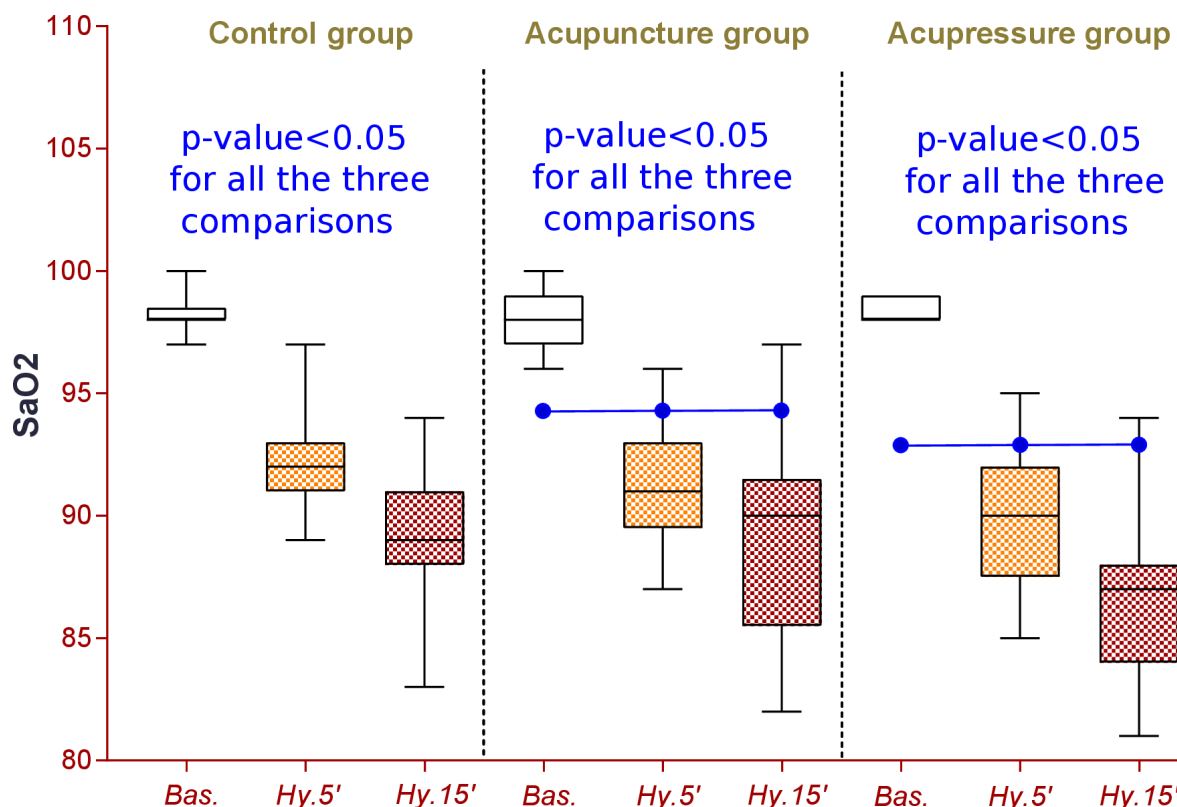 110
Control group
Acupuncture group
Acupressure group
105
p-value<0.05
for all the three
comparisons
p-value<0.05
for all the three
comparisons
p-value<0.05
for all the three
comparisons
100
95
90
85
80
SaO2
Bas.
Hy.5'
Hy.15'
Bas.
Hy.5'
Hy.15'
Bas.
Hy.5'
Hy.15'